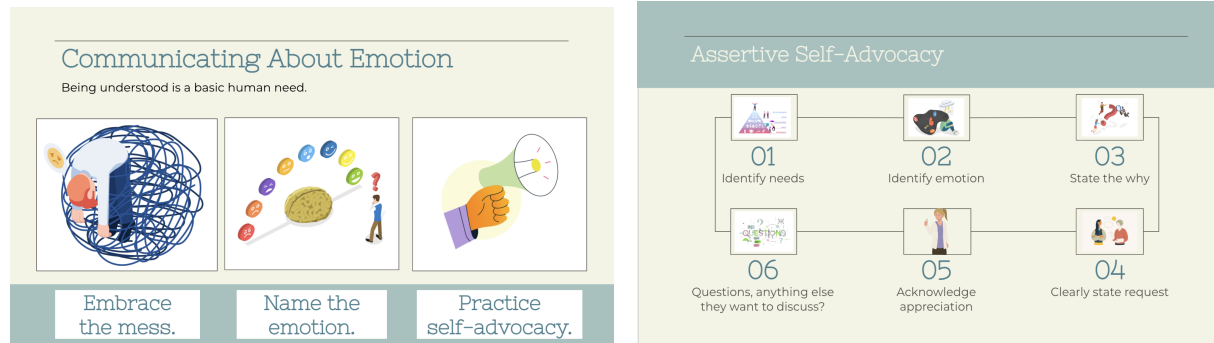 Communicating About Emotion
Being understood is a basic human need.
Embrace
the mess.
Name the
emotion.
Practice
self-advocacy.
Assertive Self-Advocacy
01
Identify needs
02
Identify emotion
03
State the why
04
Clearly state request
05
Acknowledge
appreciation
06
Questions, anything else
they want to discuss?
QUESTIONS